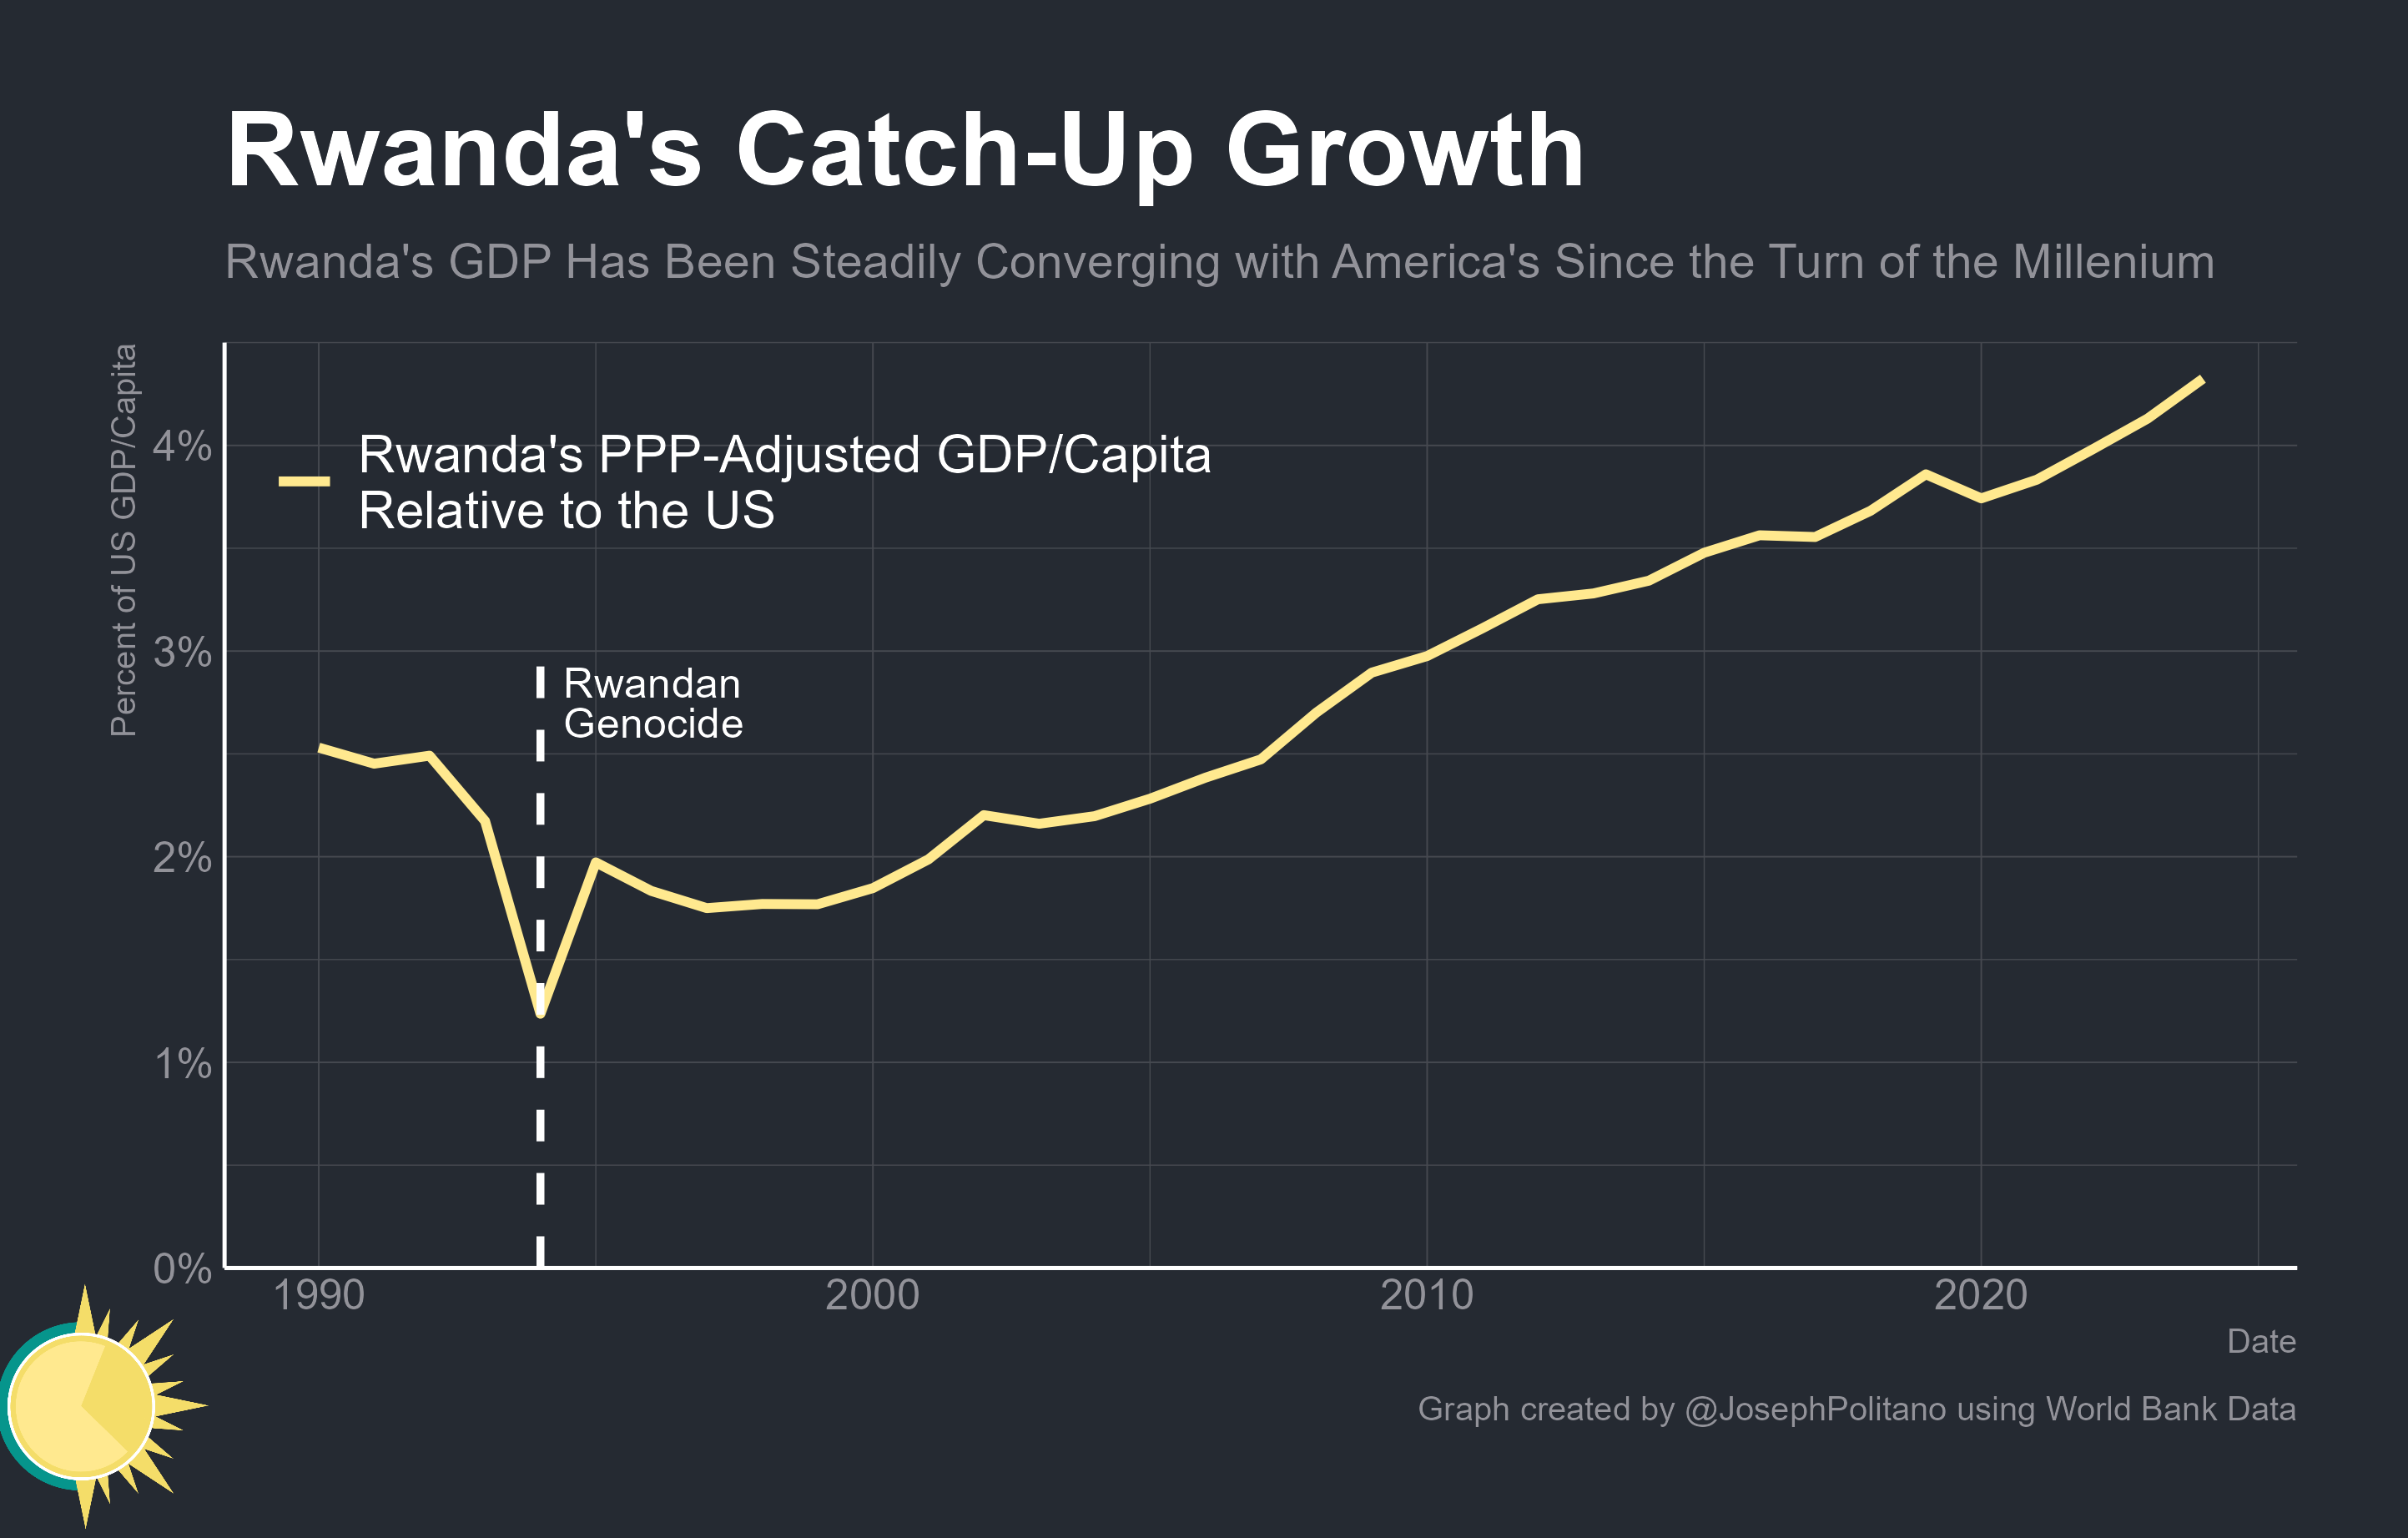 Rwanda's Catch-Up Growth
Rwanda's GDP Has Been Steadily Converging with America's Since the Turn of the Millenium
Percent of US GDP/Capita
4%
3%
2%
1%
0%
Rwanda's PPP-Adjusted GDP/Capita
Relative to the US
Rwandan
Genocide
1990 2000 2010 2020
Date
Graph created by @JosephPolitano using World Bank Data